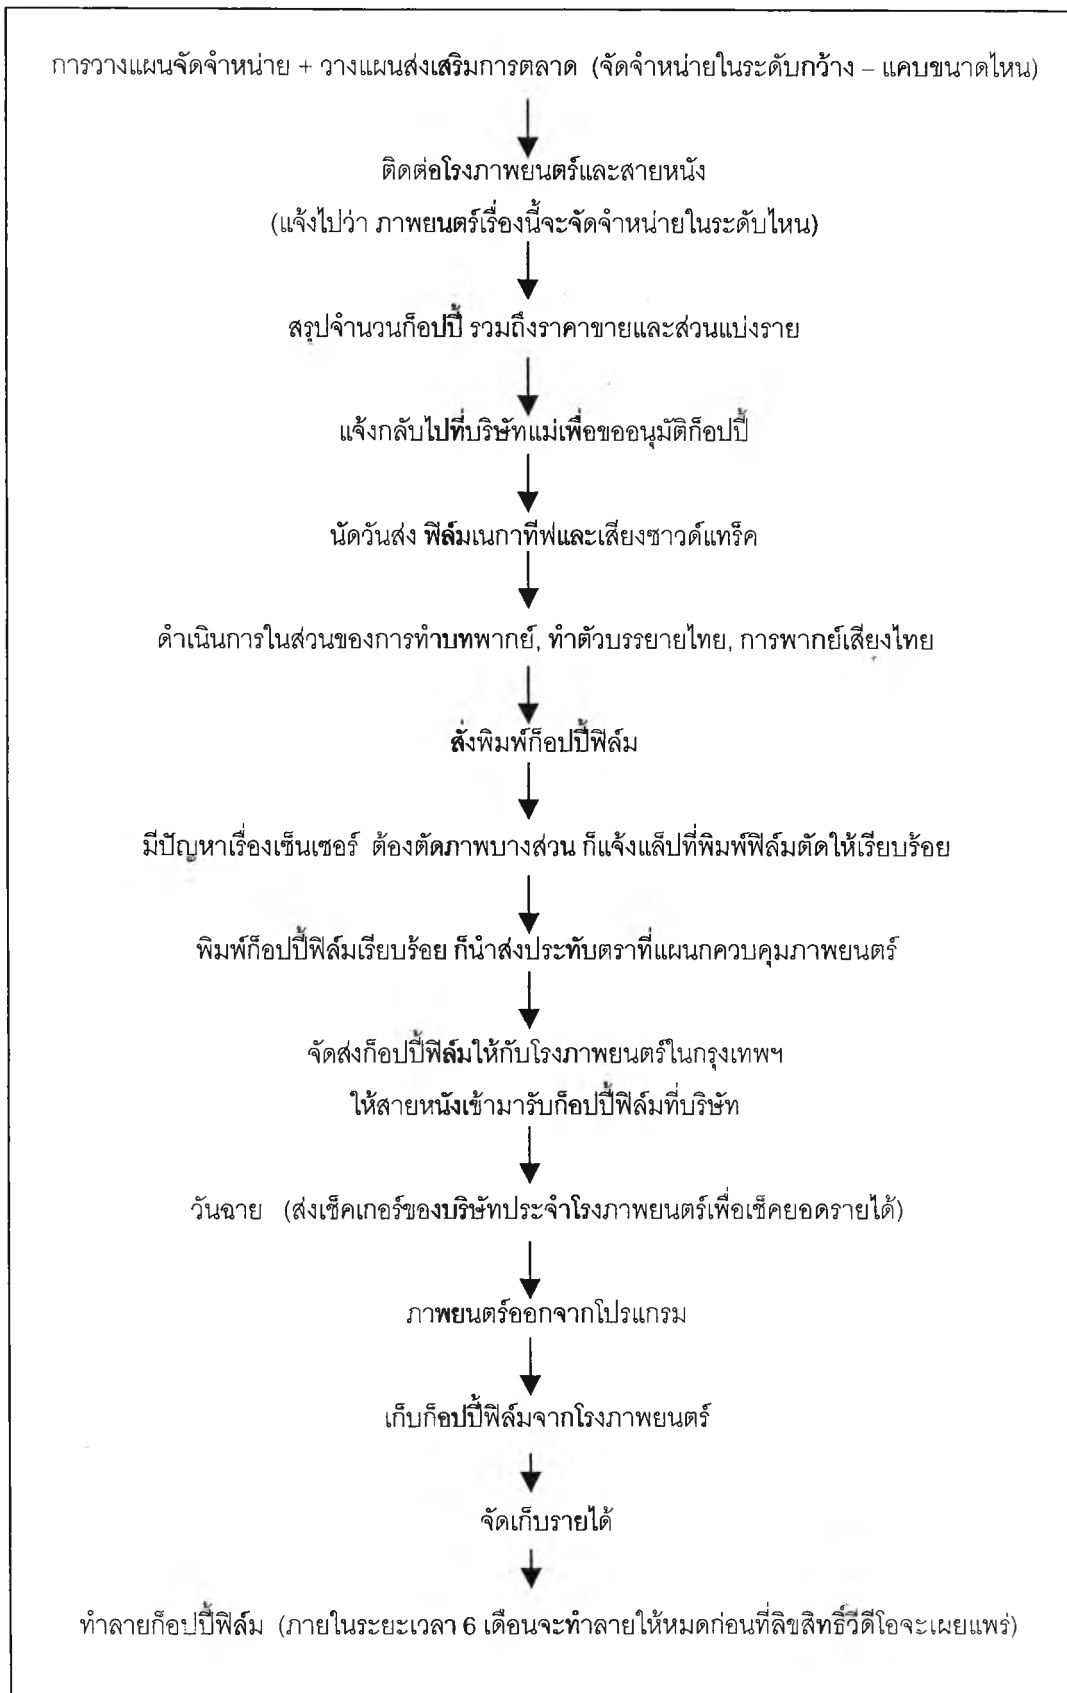 การวางแผนจัดจำหน่าย + วางแผนส่งเสริมการตลาด (จัดจำหน่ายในระดับกว้าง – แคบขนาดไหน)
ติดต่อโรงภาพยนตร์และสายหนัง
(แจ้งไปว่า ภาพยนตร์เรื่องนี้จะจัดจำหน่ายในระดับไหน)
สรุปจำนวนก็อปปี้ รวมถึงราคาขายและส่วนแบ่งราย
แจ้งกลับไปที่บริษัทแม่เพื่อขออนุมัติก็อปปี้
นัดวันส่ง ฟิล์มเนกาทีฟและเสียงซาวด์แทร็ค
ดำเนินการในส่วนของการทำบทพากย์, ทำตัวบรรยายไทย, การพากย์เสียงไทย
สั่งพิมพ์ก็อปปี้ฟิล์ม
มีปัญหาเรื่องเซ็นเซอร์ ต้องตัดภาพบางส่วน ก็แจ้งแล็ปที่พิมพ์ฟิล์มตัดให้เรียบร้อย
พิมพ์ก็อปปี้ฟิล์มเรียบร้อย ก็นำส่งประทับตราที่แผนกควบคุมภาพยนตร์
จัดส่งก็อปปี้ฟิล์มให้กับโรงภาพยนตร์ในกรุงเทพฯ
ให้สายหนังเข้ามารับก็อปปี้ฟิล์มที่บริษัท
วันฉาย (ส่งเช็คเกอร์ของบริษัทประจำโรงภาพยนตร์เพื่อเช็คยอดรายได้)
ภาพยนตร์ออกจากโปรแกรม
เก็บก็อปปี้ฟิล์มจากโรงภาพยนตร์
จัดเก็บรายได้
ทำลายก็อปปี้ฟิล์ม (ภายในระยะเวลา 6 เดือนจะทำลายให้หมดก่อนที่ลิขสิทธิ์วีดีโอจะเผยแพร่)